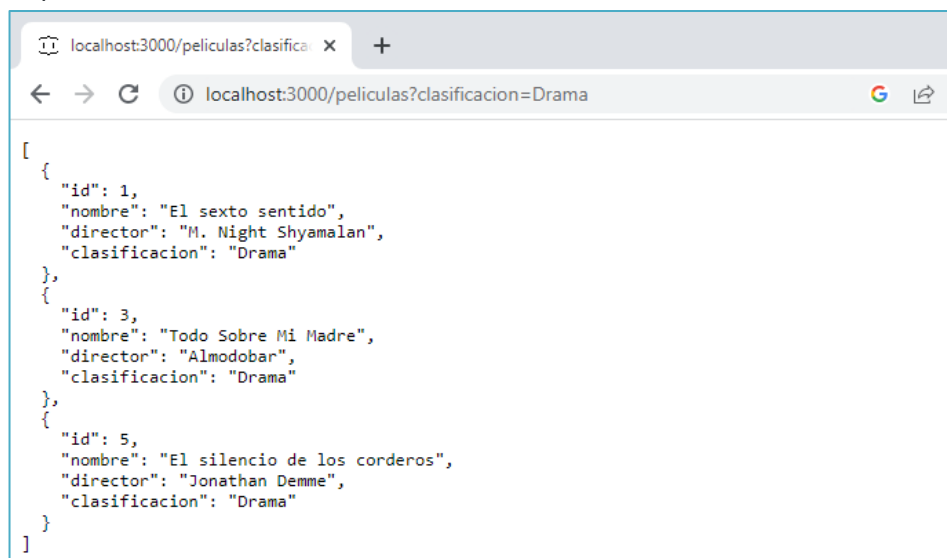 localhost:3000/peliculas?clasifica
localhost:3000/peliculas?clasificacion=Drama
[
  {
    "id": 1,
    "nombre": "El sexto sentido",
    "director": "M. Night Shyamalan",
    "clasificacion": "Drama"
  },
  {
    "id": 3,
    "nombre": "Todo Sobre Mi Madre",
    "director": "Almodobar",
    "clasificacion": "Drama"
  },
  {
    "id": 5,
    "nombre": "El silencio de los corderos",
    "director": "Jonathan Demme",
    "clasificacion": "Drama"
  }
]